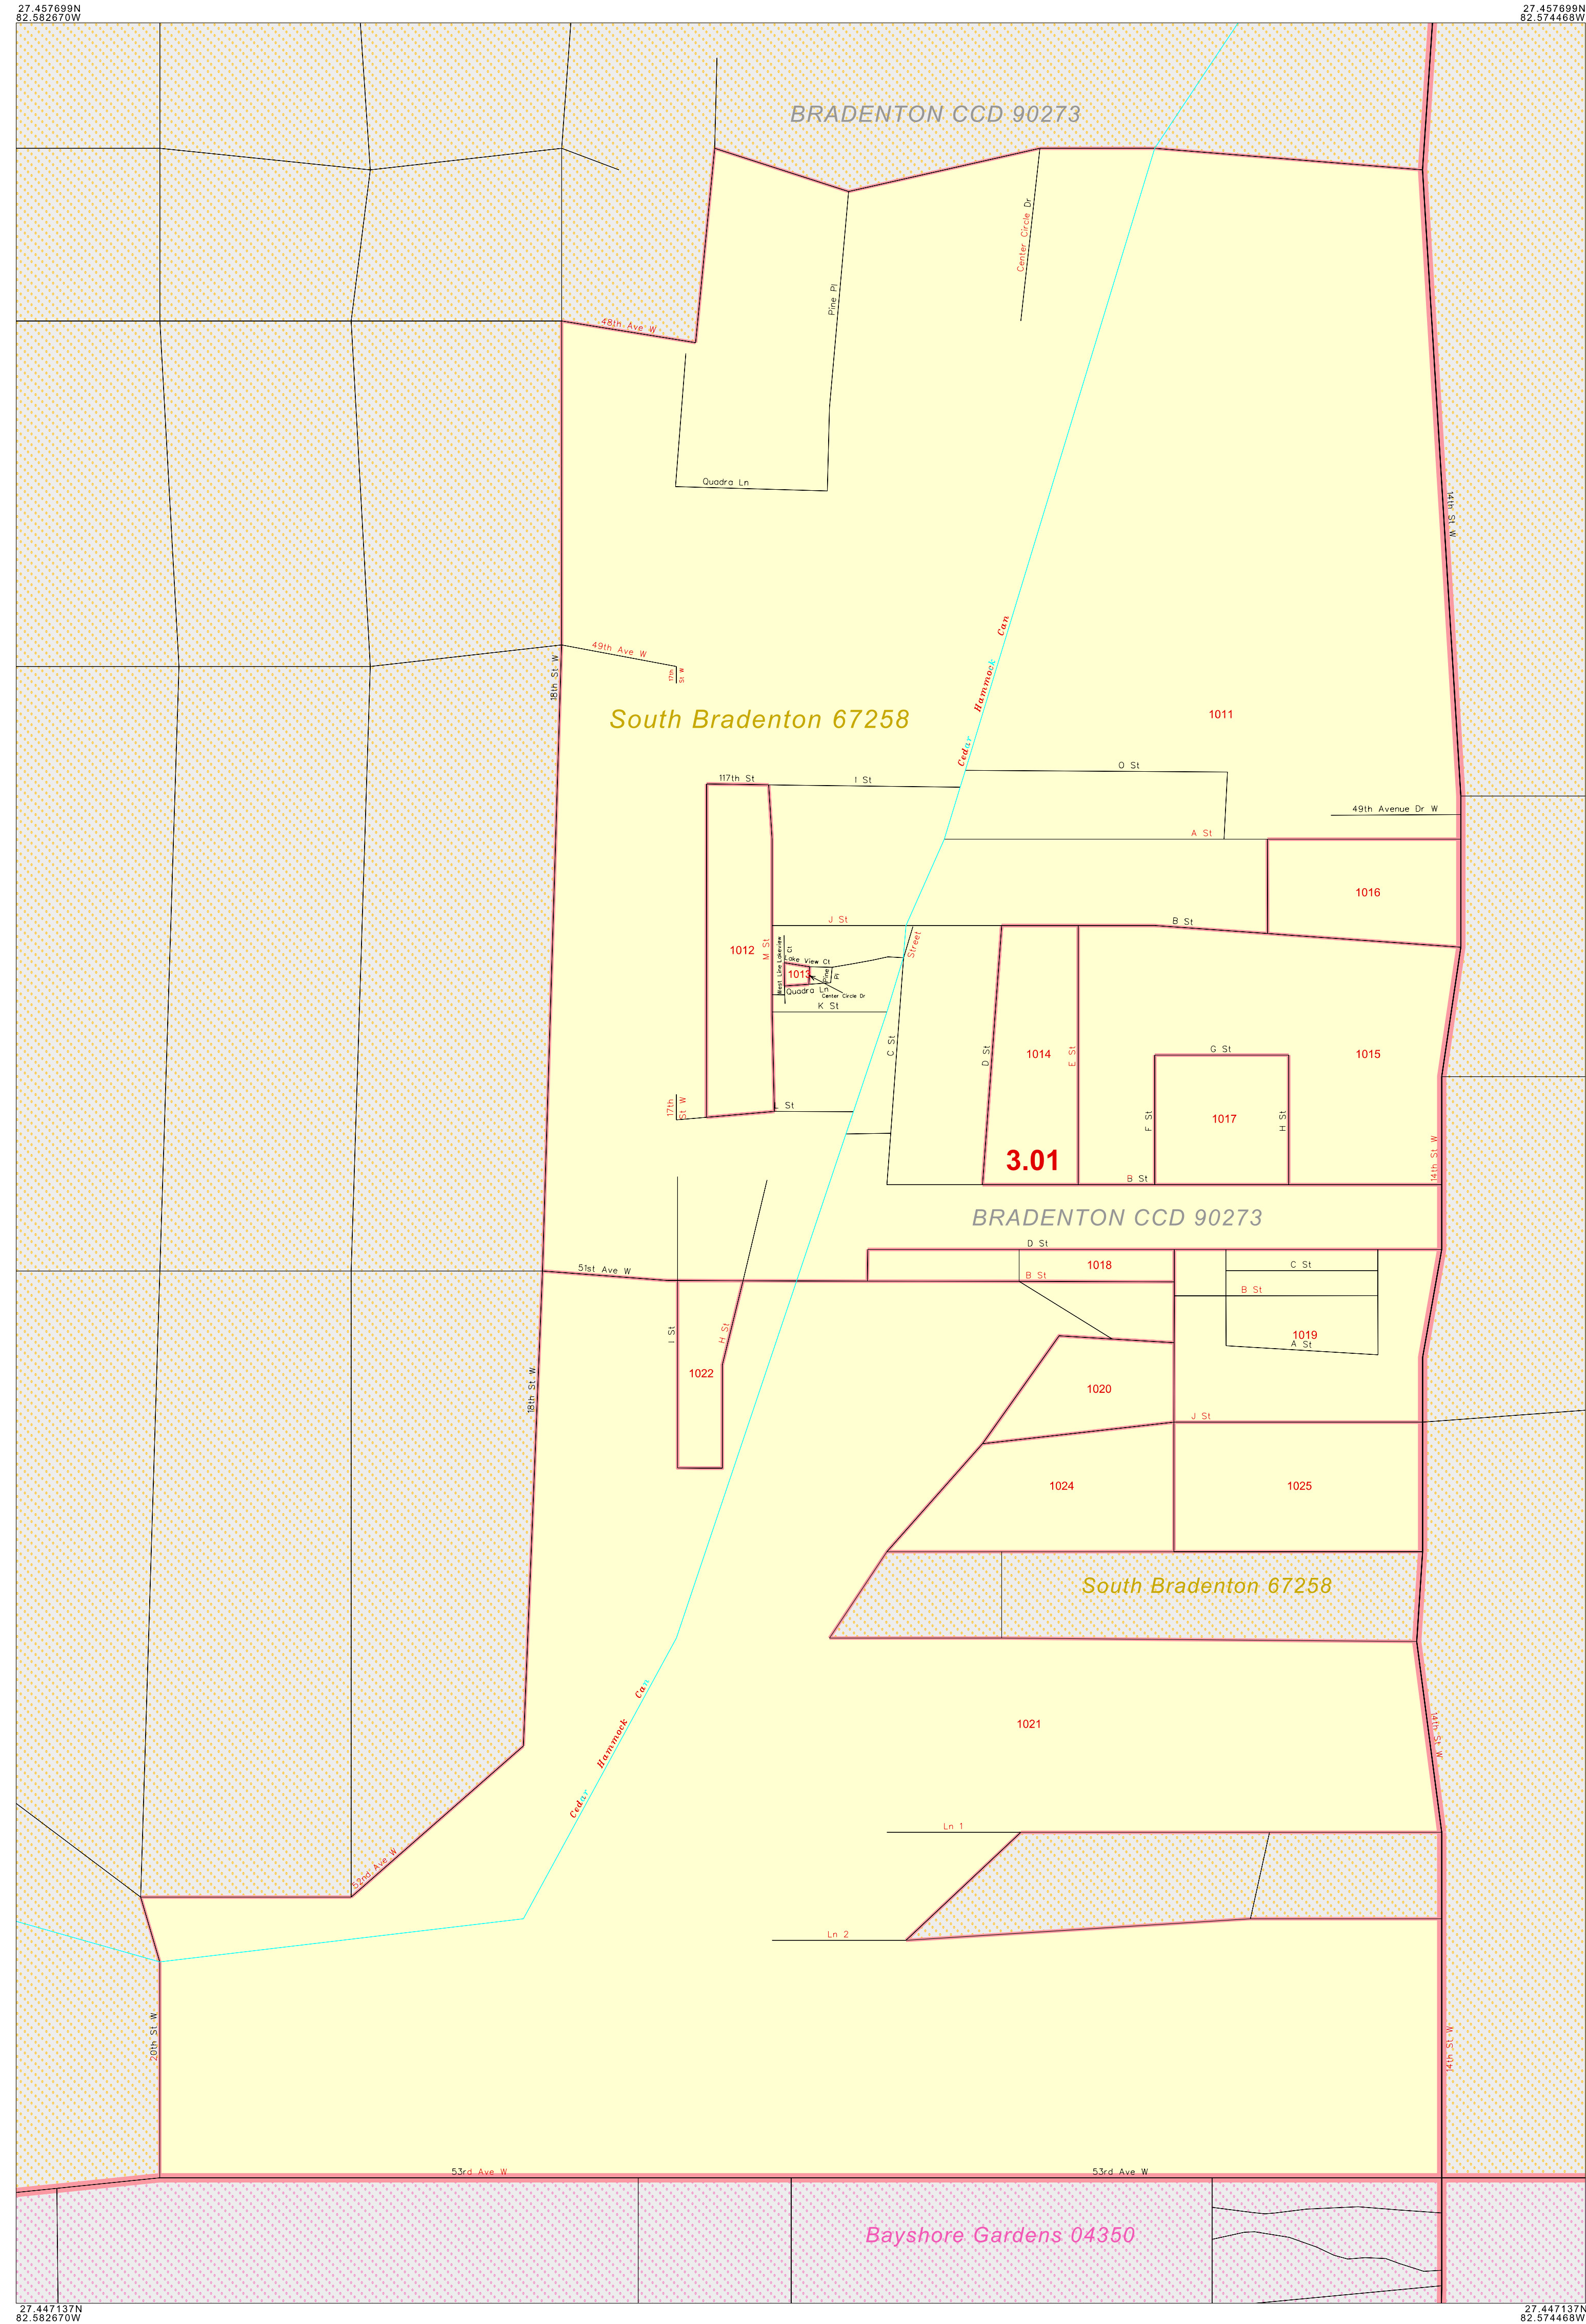 27.457699N
82.582670W
27.457699N
82.574468W
BRADENTON CCD 90273
Center Circle Dr
Pine Pl
48th Ave W
Quadra Ln
14th St W
Cedar Hammock Can
49th Ave W
17th St W
18th St W
South Bradenton 67258
1011
O St
117th St
I St
49th Avenue Dr W
A St
1016
J St
B St
1012
M St
West Line Lakeview Ct
Lake View Ct
Street
1013
Pine Pl
Quadra Ln
Center Circle Dr
K St
C St
D St
1014
E St
G St
1015
17th St W
L St
F St
1017
H St
14th St W
3.01
B St
BRADENTON CCD 90273
D St
51st Ave W
1018
C St
B St
B St
I St
H St
1019
A St
1022
18th St W
1020
J St
1024
1025
South Bradenton 67258
Cedar Hammock Can
1021
14th St W
Ln 1
52nd Ave W
Ln 2
20th St W
14th St W
53rd Ave W
53rd Ave W
Bayshore Gardens 04350
27.447137N
82.582670W
27.447137N
82.574468W